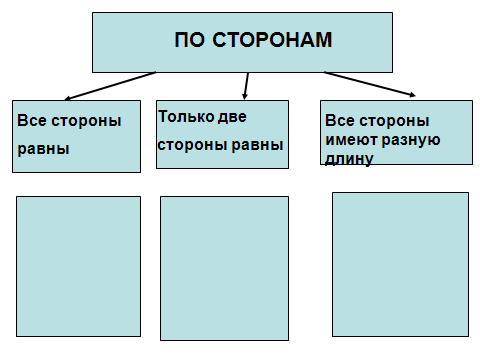 ПО СТОРОНАМ
Все стороны
равны
Только две
стороны равны
Все стороны
имеют разную
длину